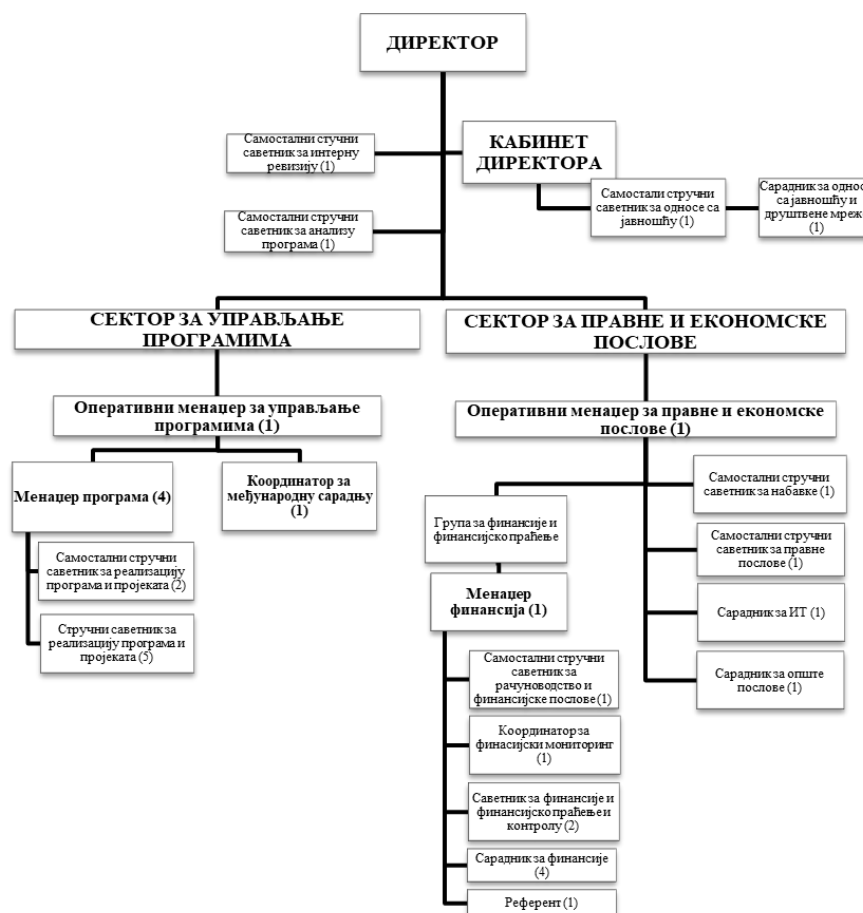 ДИРЕКТОР
Самостални стучни
саветник за интерну
ревизију (1)
КАБИНЕТ
ДИРЕКТОРА
Самостали стручни
саветник за односе са
јавношћу (1)
Сарадник за однос
са јавношћу и
друштвене мреже
(1)
Самостални стручни
саветник за анализу
програма (1)
СЕКТОР ЗА УПРАВЉАЊЕ
ПРОГРАМИМА
Оперативни менаџер за управљање
програмима (1)
Менаџер програма (4)
Координатор за
међународну сарадњу
(1)
Самостални стручни
саветник за реализацију
програма и пројеката (2)
Стручни саветник за
реализацију програма и
пројеката (5)
СЕКТОР ЗА ПРАВНЕ И ЕКОНОМСКЕ
ПОСЛОВЕ
Оперативни менаџер за правне и економске
послове (1)
Група за финансије и
финансијско праћење
Менаџер
финансија (1)
Самостални стручни
саветник за
рачуноводство и
финансијске послове (1)
Координатор за
финасијски мониторинг
(1)
Саветник за финансије и
финансијско праћење и
контролу (2)
Сарадник за финансије
(4)
Референт (1)
Самостални стручни
саветник за набавке (1)
Самостални стручни
саветник за правне
послове (1)
Сарадник за ИТ (1)
Сарадник за опште
послове (1)